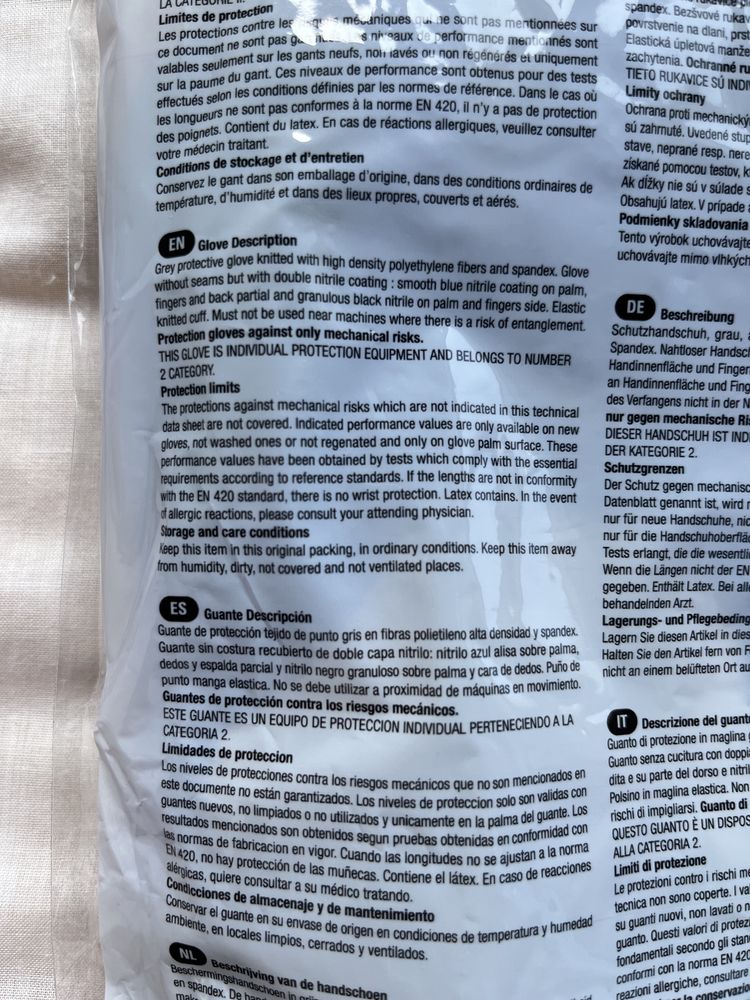 LA CATÉGORIE II.
Limites de protection
Les protections contre les risques mécaniques qui ne sont pas mentionnées sur
ce document ne sont pas niveaux de performance mentionnés sont
valables seulement sur les gants neufs, non lavés ou non régénérés et uniquement
sur la paume du gant. Ces niveaux de performance sont obtenus pour des tests
effectués selon les conditions définies par les normes de référence. Dans le cas où
les longueurs ne sont pas conformes à la norme EN 420, il n'y a pas de protection
des poignets. Contient du latex. En cas de réactions allergiques, veuillez consulter
votre médecin traitant.
Conditions de stockage et d'entretien
Conservez le gant dans son emballage d'origine, dans des conditions ordinaires de
température, d'humidité et dans des lieux propres, couverts et aérés.
EN Glove Description
Grey protective glove knitted with high density polyethylene fibers and spandex. Glove
without seams but with double nitrile coating : smooth blue nitrile coating on palm,
fingers and back partial and granulous black nitrile on palm and fingers side. Elastic
knitted cuff. Must not be used near machines where there is a risk of entanglement.
Protection gloves against only mechanical risks.
THIS GLOVE IS INDIVIDUAL PROTECTION EQUIPMENT AND BELONGS TO NUMBER
2 CATEGORY.
Protection limits
The protections against mechanical risks which are not indicated in this technical
data sheet are not covered. Indicated performance values are only available on new
gloves, not washed ones or not regenated and only on glove palm surface. These
performance values have been obtained by tests which comply with the essential
requirements according to reference standards. If the lengths are not in conformity
with the EN 420 standard, there is no wrist protection. Latex contains. In the event
of allergic reactions, please consult your attending physician.
Storage and care conditions
Keep this item in this original packing, in ordinary conditions. Keep this item away
from humidity, dirty, not covered and not ventilated places.
ES Guante Descripción
Guante de protección tejido de punto gris en fibras polietileno alta densidad y spandex.
Guante sin costura recubierto de doble capa nitrilo: nitrilo azul alisa sobre palma,
dedos y espalda parcial y nitrilo negro granuloso sobre palma y cara de dedos. Puño de
punto manga elastica. No se debe utilizar a proximidad de máquinas en movimiento.
Guantes de protección contra los riesgos mecánicos.
ESTE GUANTE ES UN EQUIPO DE PROTECCION INDIVIDUAL PERTENECIENDO A LA
CATEGORIA 2.
Limidades de proteccion
Los niveles de protecciones contra los riesgos mecánicos que no son mencionados en
este documento no están garantizados. Los niveles de proteccion solo son validas con
guantes nuevos, no limpiados o no utilizados y unicamente en la palma del guante. Los
resultados mencionados son obtenidos segun pruebas obtenidas en conformidad con
las normas de fabricacion en vigor. Cuando las longitudes no se ajustan a la norma
EN 420, no hay protección de las muñecas. Contiene el látex. En caso de reacciones
alérgicas, quiere consultar a su médico tratando.
Condicciones de almacenaje y de mantenimiento
Conservar el guante en su envase de origen en condiciones de temperatura y humedad
ambiente, en locales limpios, cerrados y ventilados.
NL Beschrijving van de handschoen
Beschermingshandschoen in
en spandex. De
spandex. Bezšvové
povrstvenie na dlani,
Elastická úpletová
zachytenia. Ochranné
TIETO RUKAVICE SÚ
Limity ochrany
Ochrana proti
sú zahrnuté. Uvedené
stave, neprané resp.
získané pomocou testov,
Ak dĺžky nie sú v súlade
Obsahujú latex. V prípade
Podmienky skladovania
Tento výrobok uchovávajte
uchovávajte mimo vlhkých
DE Beschreibung
Schutzhandschuh, grau,
Spandex. Nahtloser
Handinnenfläche und
an Handinnenfläche und
des Verfangens nicht in der
nur gegen mechanische
DIESER HANDSCHUH IST
DER KATEGORIE 2.
Schutzgrenzen
Der Schutz gegen
Datenblatt genannt ist, wird
nur für neue Handschuhe,
nur für die
Tests erlangt, die die
Wenn die Längen nicht der EN
gegeben. Enthält Latex. Bei
behandelnden Arzt.
Lagerungs- und
Lagern Sie diesen Artikel in
Halten Sie den Artikel fern von
nicht an einem belüfteten Ort
IT Descrizione del
Guanto di protezione in maglina
Guanto senza cucitura con
dita e su parte del dorso e
Polsino in maglina elastica. Non
rischi di impigliarsi. Guanto di
QUESTO GUANTO È UN
ALLA CATEGORIA 2.
Limiti di protezione
Le protezioni contro i rischi
tecnica non sono coperte. I
su guanti nuovi, non lavati o
guanto. Questi valori di
fondamentali secondo gli
conformi con la norma EN 420
reazioni allergiche, consultare